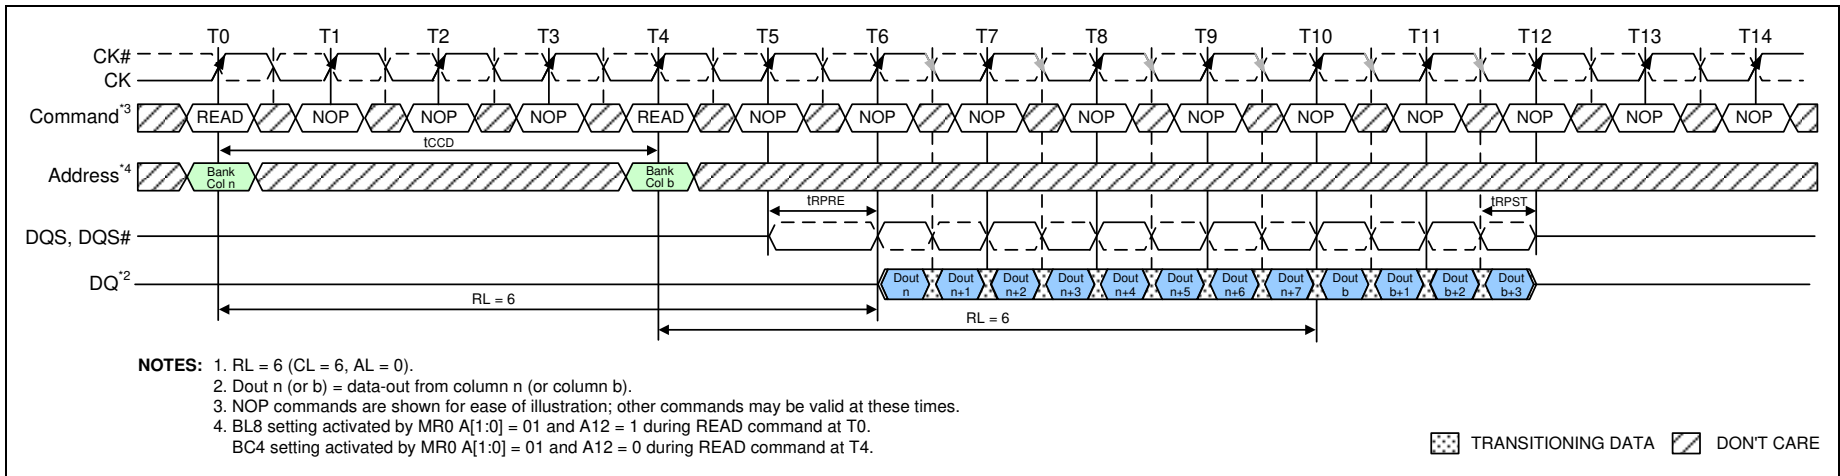 T0 T1 T2 T3 T4 T5 T6 T7 T8 T9 T10 T11 T12 T13 T14
CK#
CK
Command*3 READ NOP NOP NOP READ NOP NOP NOP NOP NOP NOP NOP NOP NOP NOP
tCCD
Address*4 Bank Col n Bank Col b
tRPRE tRPST
DQS, DQS#
DQ*2 Dout n Dout n+1 Dout n+2 Dout n+3 Dout n+4 Dout n+5 Dout n+6 Dout n+7 Dout b Dout b+1 Dout b+2 Dout b+3
RL = 6
RL = 6
NOTES: 1. RL = 6 (CL = 6, AL = 0).
2. Dout n (or b) = data-out from column n (or column b).
3. NOP commands are shown for ease of illustration; other commands may be valid at these times.
4. BL8 setting activated by MR0 A[1:0] = 01 and A12 = 1 during READ command at T0.
BC4 setting activated by MR0 A[1:0] = 01 and A12 = 0 during READ command at T4.
TRANSITIONING DATA DON'T CARE